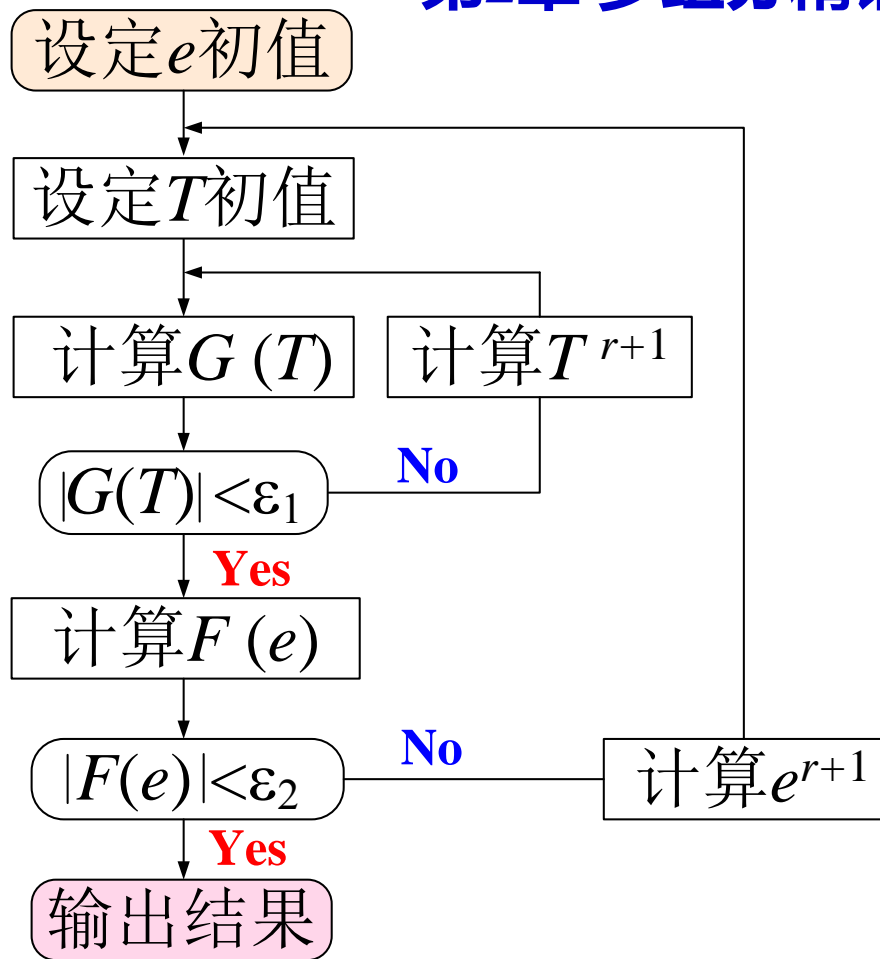 设定e初值
设定T初值
计算G (T)
计算T r+1
|G(T)|<ε1
No
Yes
计算F (e)
|F(e)|<ε2
No
计算er+1
Yes
输出结果